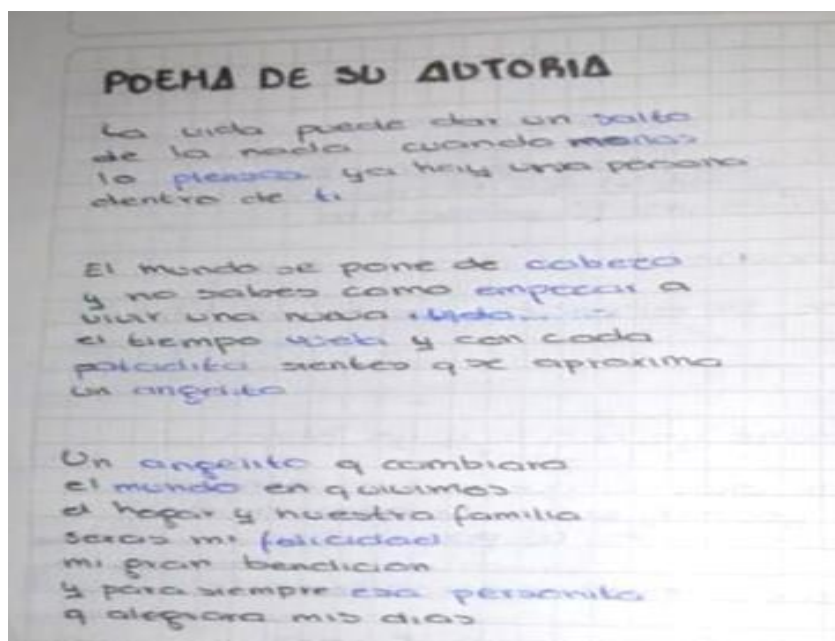 POEMA DE SU AUTORIA
La vida puede dar un salto
de la nada cuando menos
lo piensas ya hay una persona
dentro de ti
El mundo se pone de cabeza
y no sabes como empezar a
vivir una nueva vida
el tiempo vuela y con cada
patadita sientes q se aproxima
un angelito
Un angelito q cambiara
el mundo en q vivimos
el hogar y nuestra familia
seras mi felicidad
mi gran bendicion
y para siempre esa personita
q alegrara mis dias